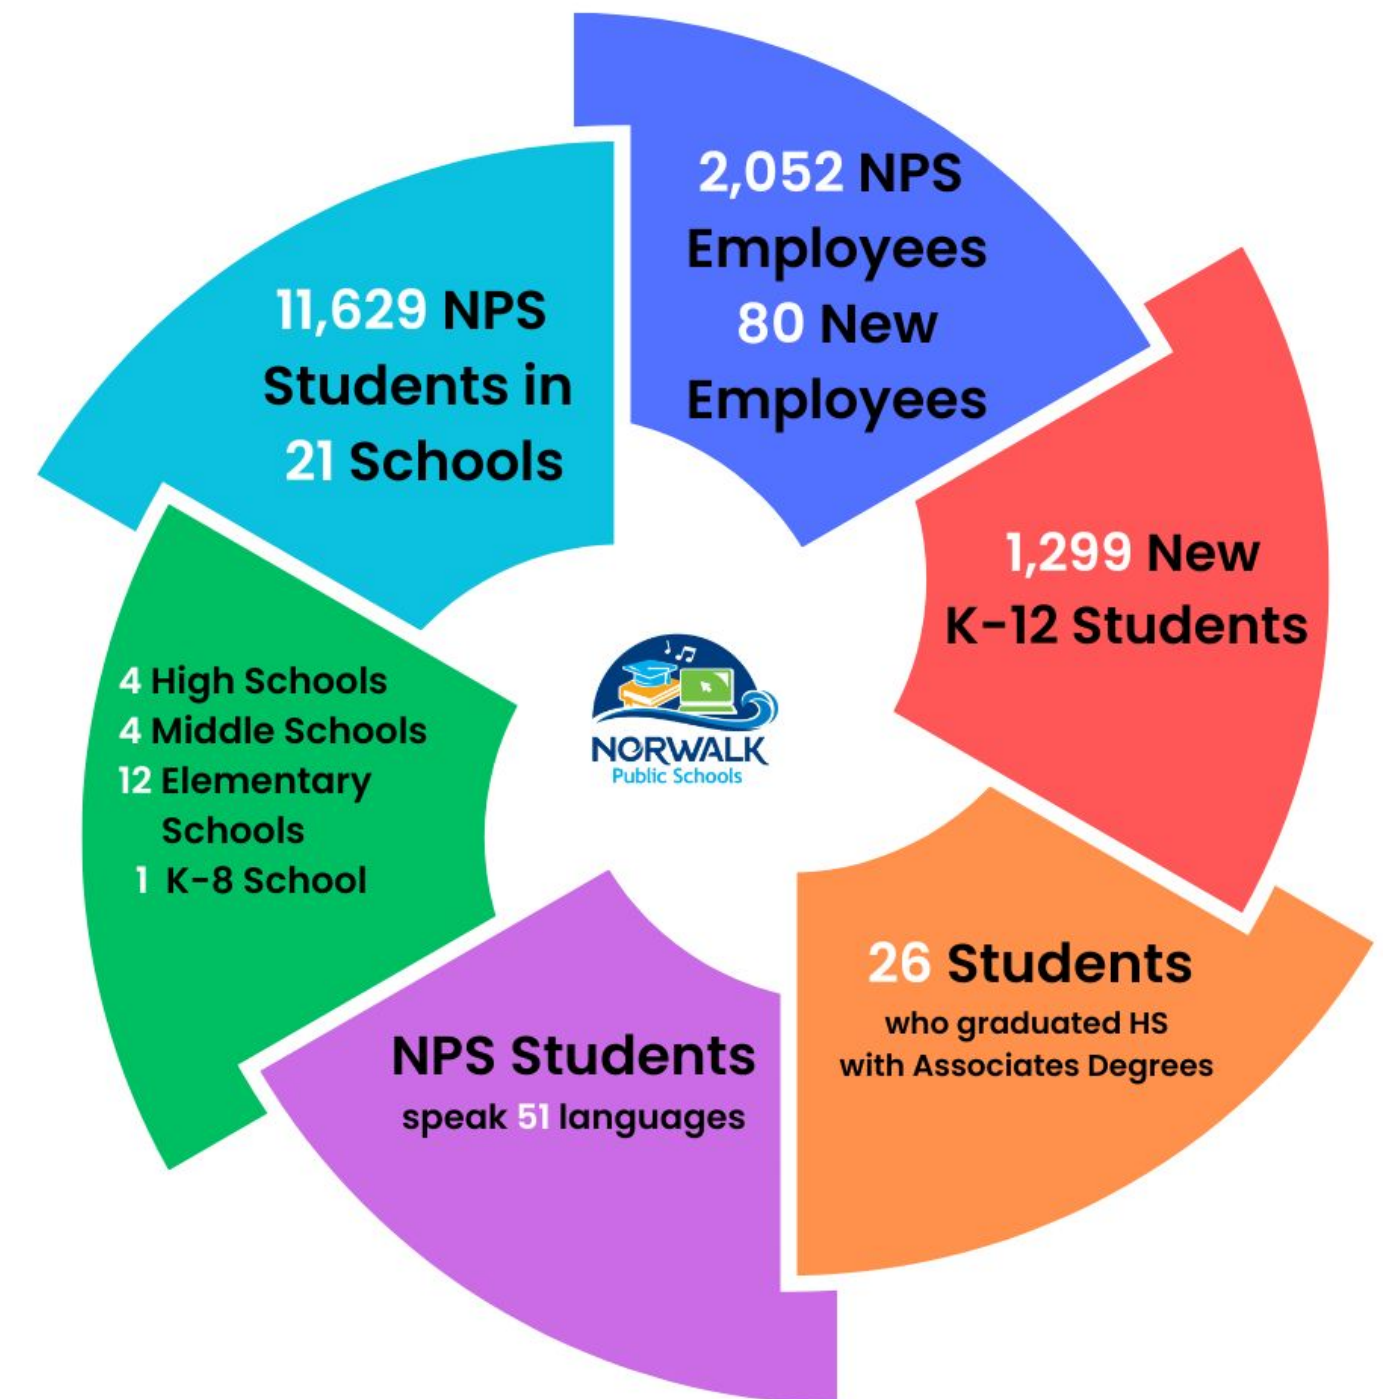 2,052 NPS
Employees
80 New
Employees
1,299 New
K-12 Students
26 Students
who graduated HS
with Associates Degrees
NPS Students
speak 51 languages
4 High Schools
4 Middle Schools
12 Elementary
Schools
1 K-8 School
11,629 NPS
Students in
21 Schools
NORWALK
Public Schools